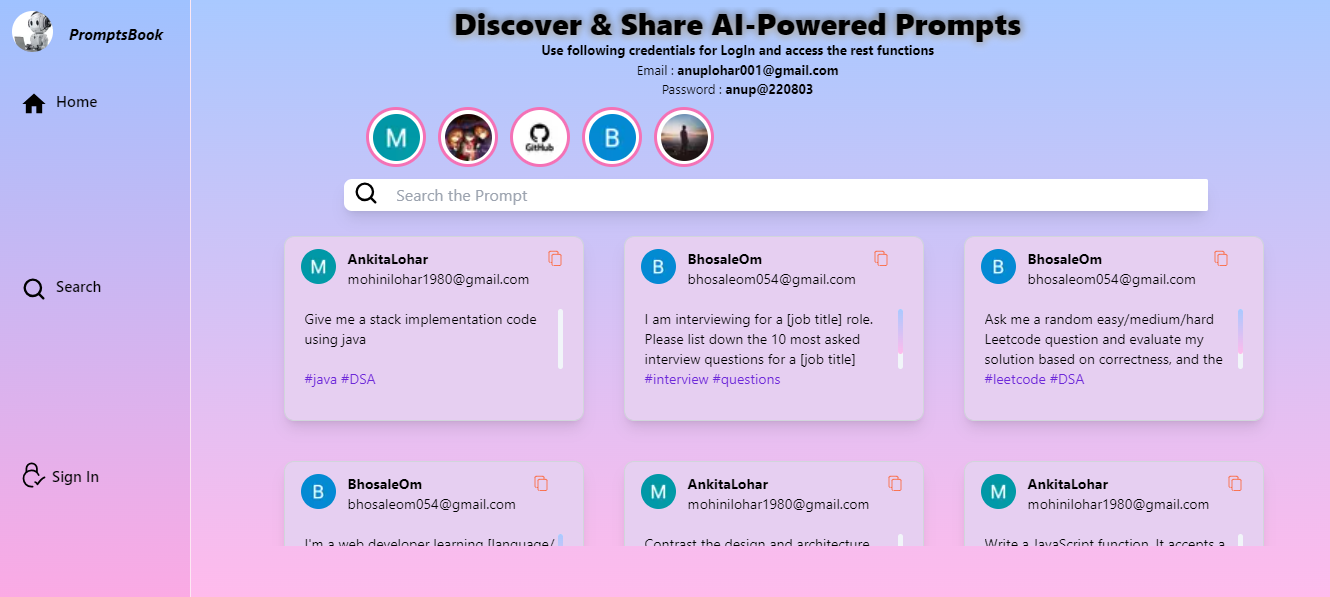 PromptsBook
Home
Search
Sign In
Discover & Share AI-Powered Prompts
Use following credentials for LogIn and access the rest functions
Email : anuplohar001@gmail.com
Password : anup@220803
M
GitHub
B
Search the Prompt
M
AnkitaLohar
mohinilohar1980@gmail.com
Give me a stack implementation code
using java
#java #DSA
B
BhosaleOm
bhosaleom054@gmail.com
I am interviewing for a [job title] role.
Please list down the 10 most asked
interview questions for a [job title]
#interview #questions
B
BhosaleOm
bhosaleom054@gmail.com
Ask me a random easy/medium/hard
Leetcode question and evaluate my
solution based on correctness, and the
#leetcode #DSA
B
BhosaleOm
bhosaleom054@gmail.com
I'm a web developer learning [language/
M
AnkitaLohar
mohinilohar1980@gmail.com
Contrast the design and architecture
M
AnkitaLohar
mohinilohar1980@gmail.com
Write a JavaScript function. It accepts a